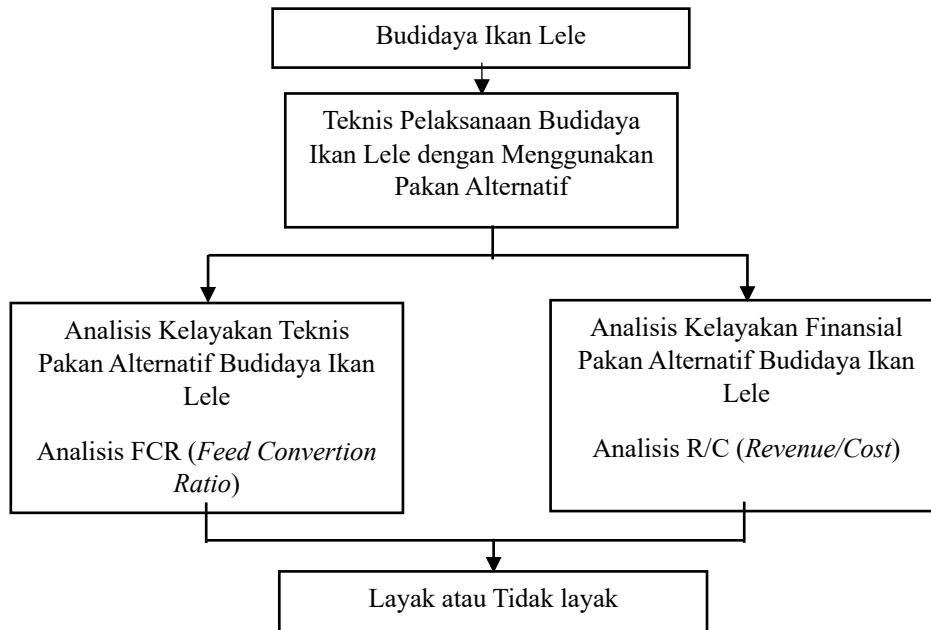 Budidaya Ikan Lele
Teknis Pelaksanaan Budidaya
Ikan Lele dengan Menggunakan
Pakan Alternatif
Analisis Kelayakan Teknis
Pakan Alternatif Budidaya Ikan
Lele
Analisis FCR (Feed Convertion
Ratio)
Analisis Kelayakan Finansial
Pakan Alternatif Budidaya Ikan
Lele
Analisis R/C (Revenue/Cost)
Layak atau Tidak layak